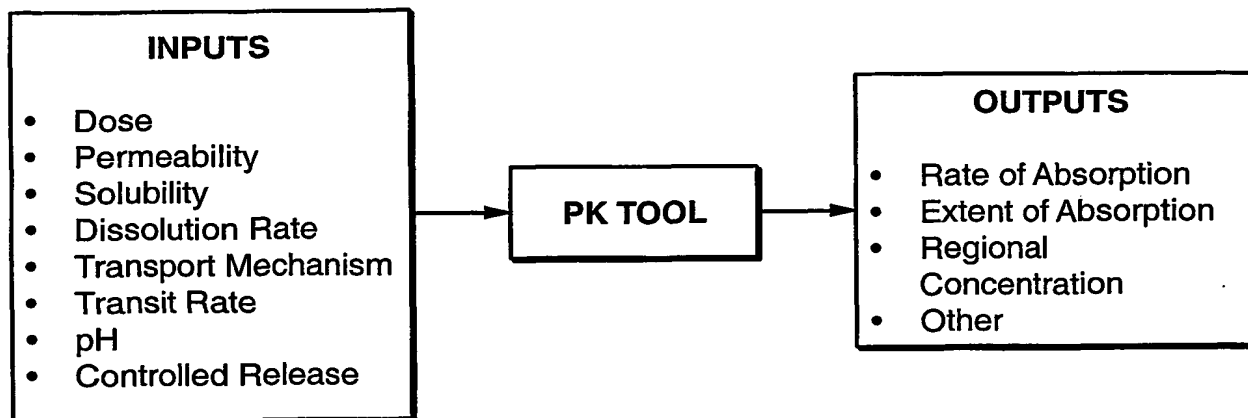 INPUTS
• Dose
• Permeability
• Solubility
• Dissolution Rate
• Transport Mechanism
• Transit Rate
• pH
• Controlled Release
PK TOOL
OUTPUTS
• Rate of Absorption
• Extent of Absorption
• Regional
Concentration
• Other